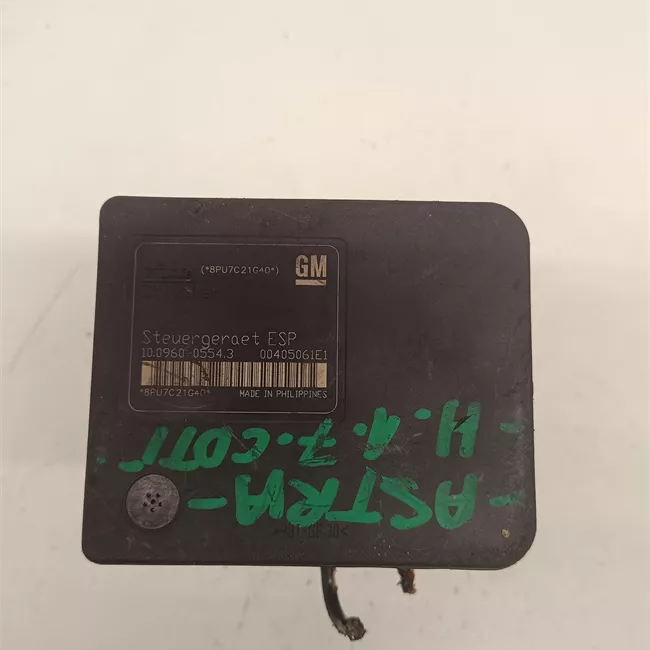 (*8PU7C21G40*)
GM
Steuergeraet ESP
10.0960-0554.3 00405061E1
*8PU7C21G40*
MADE IN PHILIPPINES
-ASTRA-
-H.1.7.CDTI.